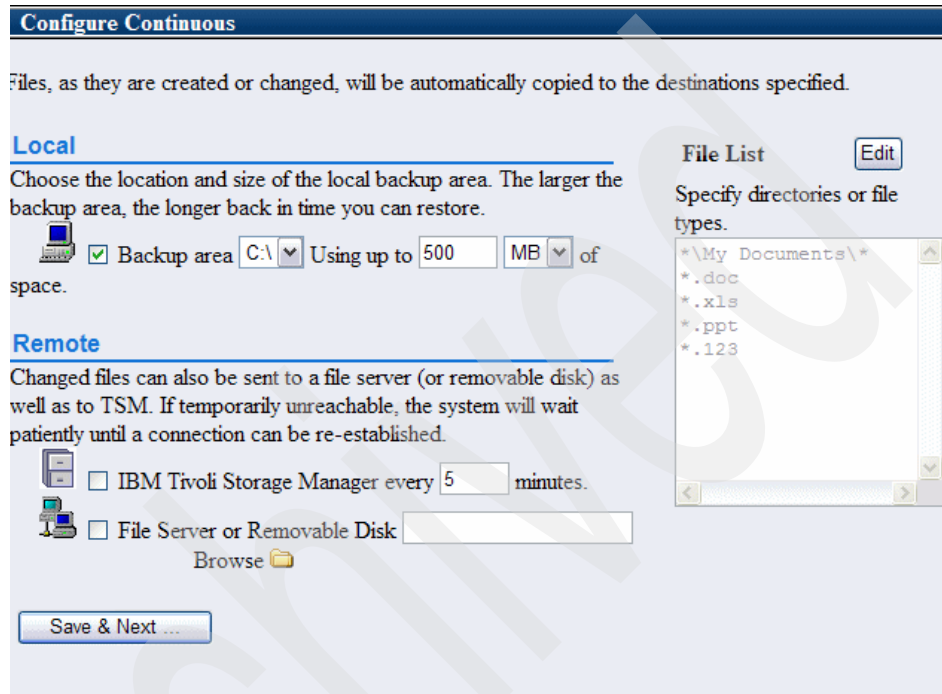 Configure Continuous
Files, as they are created or changed, will be automatically copied to the destinations specified.
Local
Choose the location and size of the local backup area. The larger the
backup area, the longer back in time you can restore.
Backup area C:\ Using up to 500 MB of
space.
Remote
Changed files can also be sent to a file server (or removable disk) as
well as to TSM. If temporarily unreachable, the system will wait
patiently until a connection can be re-established.
IBM Tivoli Storage Manager every 5 minutes.
File Server or Removable Disk
Browse
Save & Next ...
File List Edit
Specify directories or file
types.
*\My Documents\*
*.doc
*.xls
*.ppt
*.123